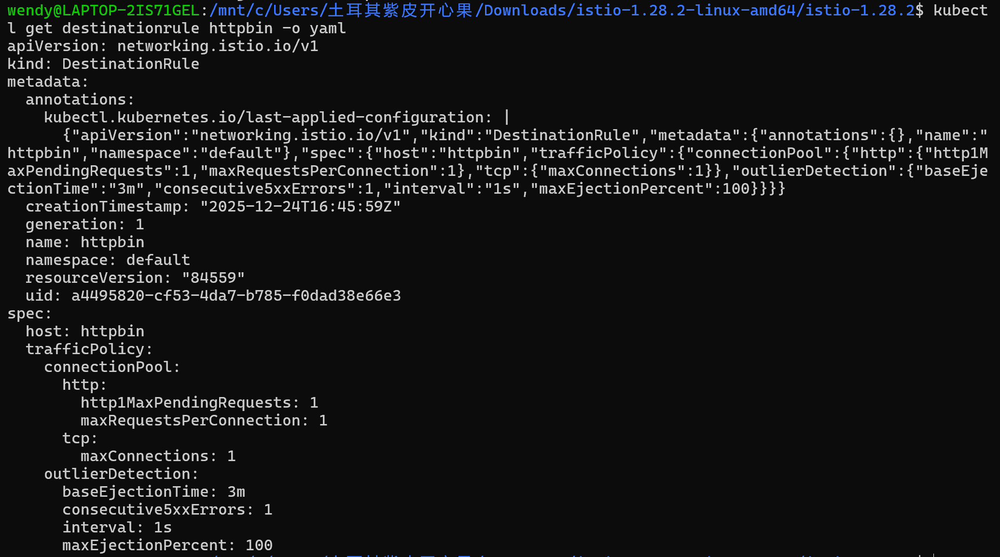 wendy@LAPTOP-2IS71GEL:/mnt/c/Users/土耳其紫皮开心果/Downloads/istio-1.28.2-linux-amd64/istio-1.28.2$ kubect
l get destinationrule httpbin -o yaml
apiVersion: networking.istio.io/v1
kind: DestinationRule
metadata:
  annotations:
    kubectl.kubernetes.io/last-applied-configuration: |
      {"apiVersion":"networking.istio.io/v1","kind":"DestinationRule","metadata":{"annotations":{},"name":"
httpbin","namespace":"default"},"spec":{"host":"httpbin","trafficPolicy":{"connectionPool":{"http":{"http1M
axPendingRequests":1,"maxRequestsPerConnection":1},"tcp":{"maxConnections":1}},"outlierDetection":{"baseEje
ctionTime":"3m","consecutive5xxErrors":1,"interval":"1s","maxEjectionPercent":100}}}}
  creationTimestamp: "2025-12-24T16:45:59Z"
  generation: 1
  name: httpbin
  namespace: default
  resourceVersion: "84559"
  uid: a4495820-cf53-4da7-b785-f0dad38e66e3
spec:
  host: httpbin
  trafficPolicy:
    connectionPool:
      http:
        http1MaxPendingRequests: 1
        maxRequestsPerConnection: 1
      tcp:
        maxConnections: 1
    outlierDetection:
      baseEjectionTime: 3m
      consecutive5xxErrors: 1
      interval: 1s
      maxEjectionPercent: 100